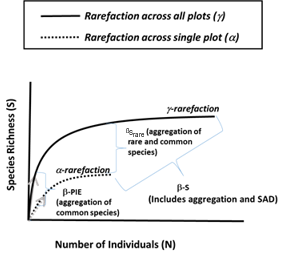 Rarefaction across all plots (γ)
Rarefaction across single plot (α)
Species Richness (S)
γ-rarefaction
rare (aggregation of
rare and common
species)
α-rarefaction
β-PIE
(aggregation of
common species)
β-S
(Includes aggregation and SAD)
Number of Individuals (N)